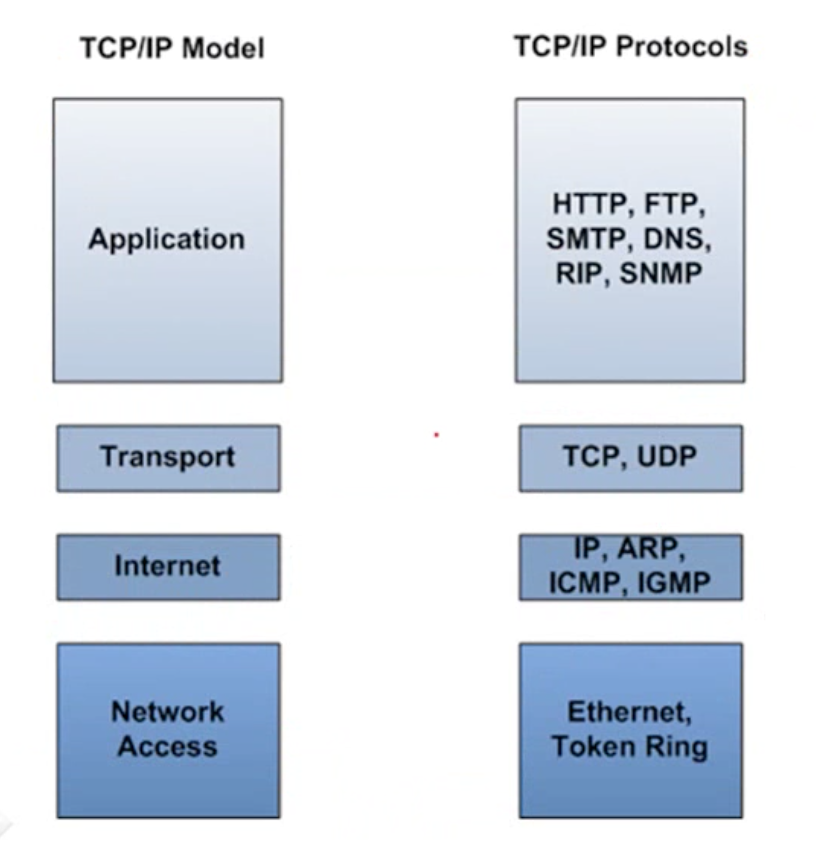 TCP/IP Model
TCP/IP Protocols
Application
HTTP, FTP,
SMTP, DNS,
RIP, SNMP
Transport
TCP, UDP
Internet
IP, ARP,
ICMP, IGMP
Network
Access
Ethernet,
Token Ring